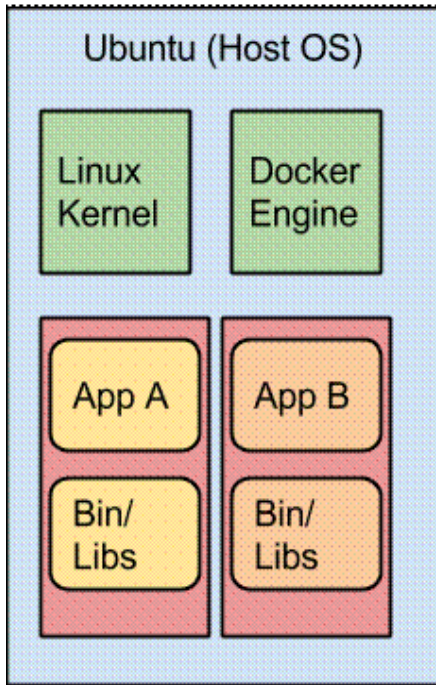 Ubuntu (Host OS)
Linux
Kernel
Docker
Engine
App A
App B
Bin/
Libs
Bin/
Libs